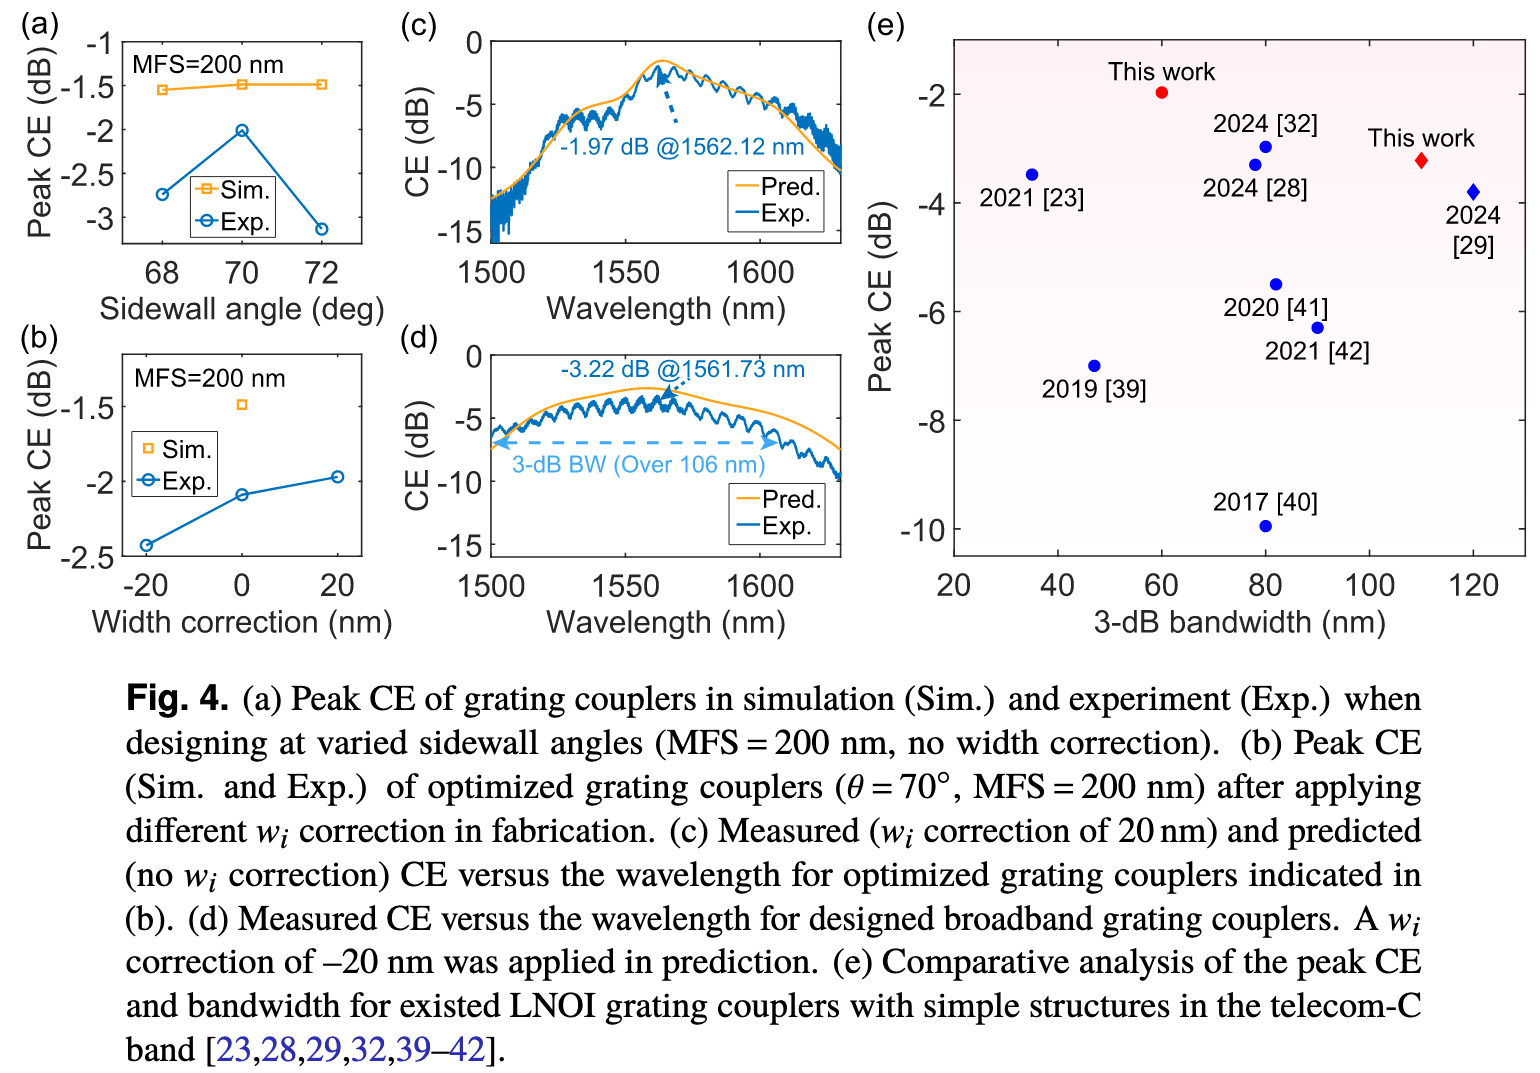 (a)
-1
-1.5
-2
-2.5
-3
Peak CE (dB)
MFS=200 nm
Sim.
Exp.
68 70 72
Sidewall angle (deg)
(b)
-1.5
-2
-2.5
Peak CE (dB)
MFS=200 nm
Sim.
Exp.
-20 0 20
Width correction (nm)
(c)
0
-5
-10
-15
CE (dB)
-1.97 dB @1562.12 nm
Pred.
Exp.
1500 1550 1600
Wavelength (nm)
(d)
0
-5
-10
-15
CE (dB)
-3.22 dB @1561.73 nm
3-dB BW (Over 106 nm)
Pred.
Exp.
1500 1550 1600
Wavelength (nm)
(e)
-2
-4
-6
-8
-10
Peak CE (dB)
This work
2024 [32]
This work
2021 [23]
2024 [28]
2024
[29]
2020 [41]
2021 [42]
2019 [39]
2017 [40]
20 40 60 80 100 120
3-dB bandwidth (nm)
Fig. 4. (a) Peak CE of grating couplers in simulation (Sim.) and experiment (Exp.) when
designing at varied sidewall angles (MFS = 200 nm, no width correction). (b) Peak CE
(Sim. and Exp.) of optimized grating couplers (θ = 70°, MFS = 200 nm) after applying
different wᵢ correction in fabrication. (c) Measured (wᵢ correction of 20 nm) and predicted
(no wᵢ correction) CE versus the wavelength for optimized grating couplers indicated in
(b). (d) Measured CE versus the wavelength for designed broadband grating couplers. A wᵢ
correction of –20 nm was applied in prediction. (e) Comparative analysis of the peak CE
and bandwidth for existed LNOI grating couplers with simple structures in the telecom-C
band [23,28,29,32,39–42].